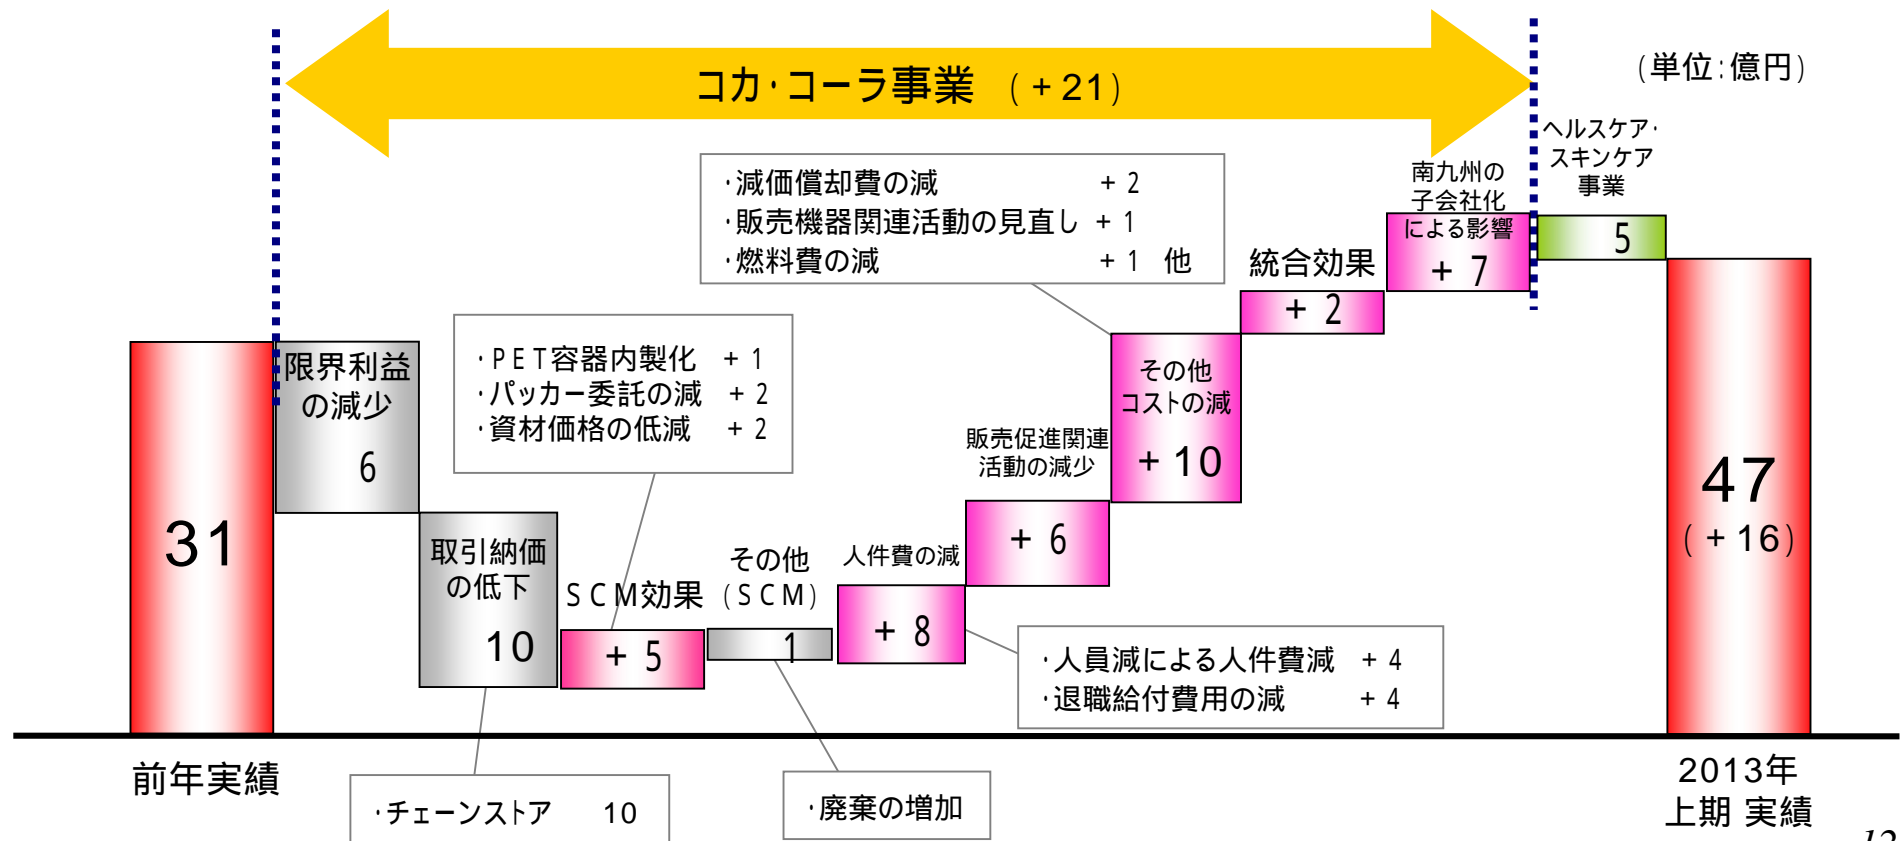 コカ・コーラ事業 (+21)
(単位:億円)
ヘルスケア・
スキンケア
事業
5
南九州の
子会社化
による影響
+7
統合効果
+2
・減価償却費の減 +2
・販売機器関連活動の見直し +1
・燃料費の減 +1 他
その他
コストの減
+10
販売促進関連
活動の減少
+6
人件費の減
+8
・人員減による人件費減 +4
・退職給付費用の減 +4
・PET容器内製化 +1
・パッカー委託の減 +2
・資材価格の低減 +2
限界利益
の減少
6
取引納価
の低下
10
SCM効果
+5
その他
(SCM)
1
31
47
(+16)
前年実績
・チェーンストア 10
・廃棄の増加
2013年
上期 実績
12